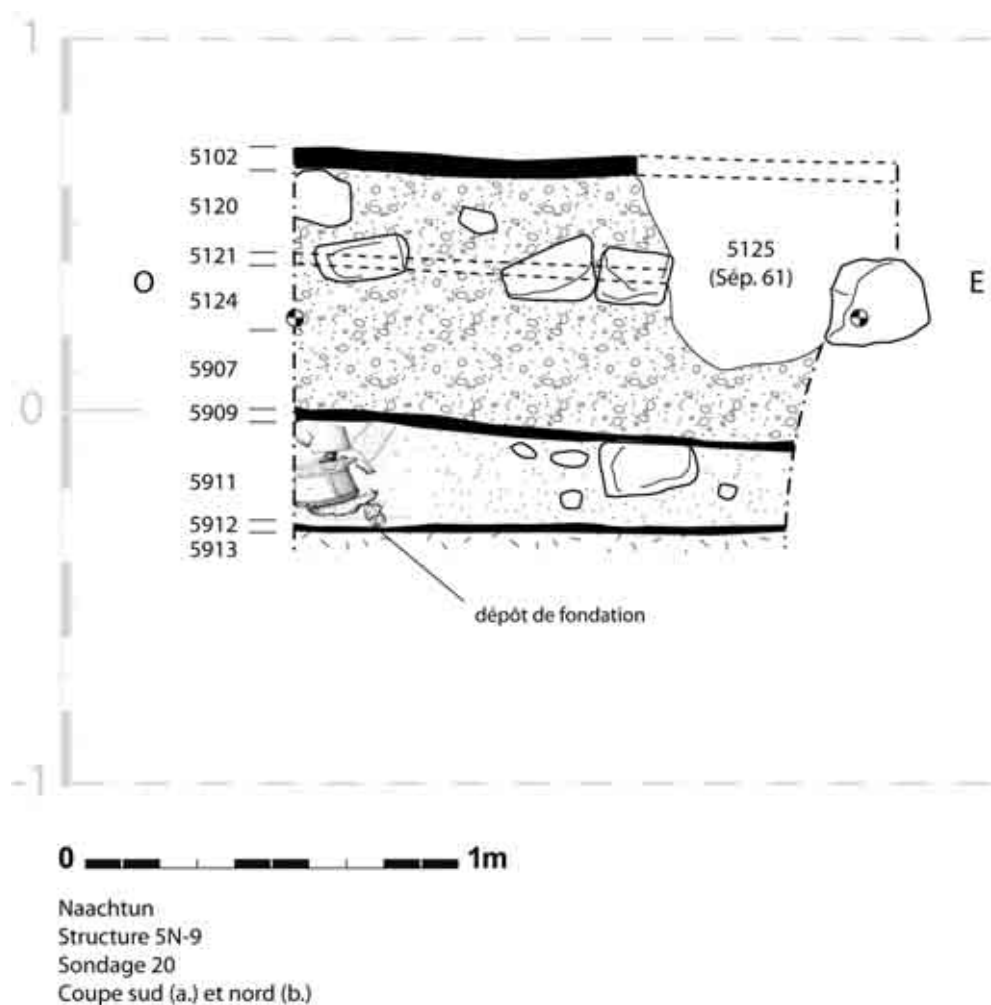 1
5102
5120
5121
5124
5907
5909
5911
5912
5913
O
5125
(Sép. 61)
E
0
dépôt de fondation
-1
0 1m
Naachtun
Structure 5N-9
Sondage 20
Coupe sud (a.) et nord (b.)